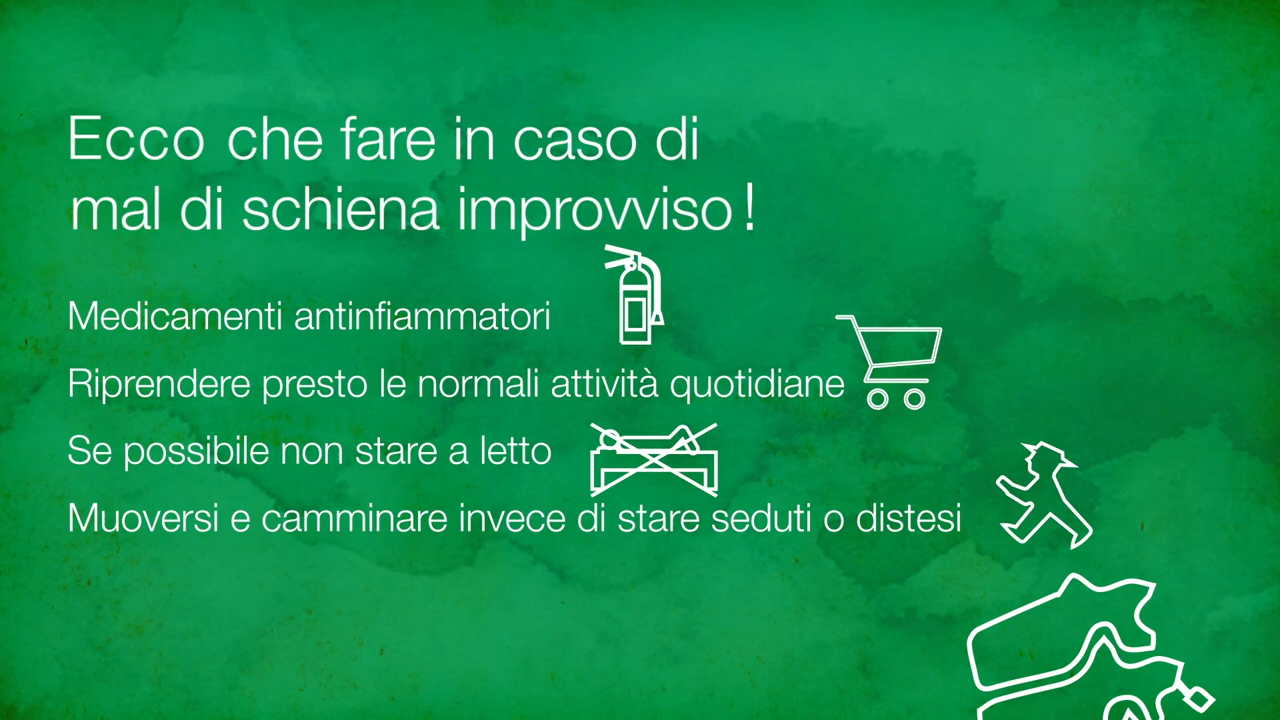 Ecco che fare in caso di
mal di schiena improvviso!
Medicamenti antinfiammatori
Riprendere presto le normali attività quotidiane
Se possibile non stare a letto
Muoversi e camminare invece di stare seduti o distesi